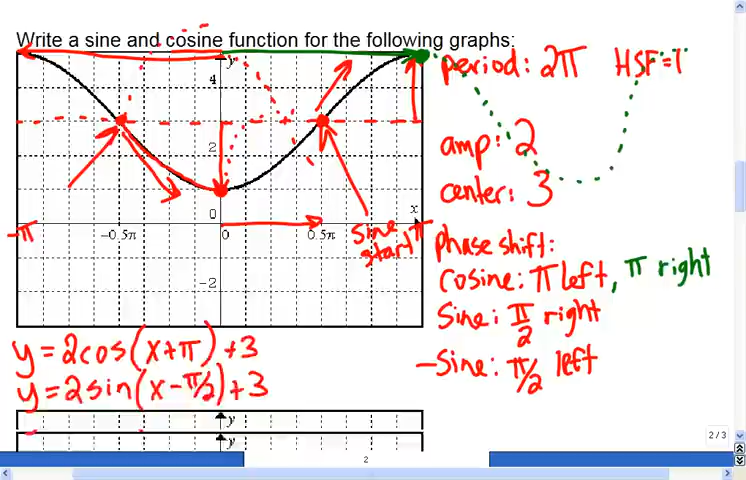 Write a sine and cosine function for the following graphs:
y
4
2
0
-0.5π
0
0.5π
x
-2
-π
π
Sine
start
period: 2π HSF=1
amp: 2
center: 3
phase shift:
cosine: π left, π right
Sine: π/2 right
-Sine: π/2 left
y=2cos(x+π)+3
y=2sin(x-π/2)+3
y
y
2/3
2